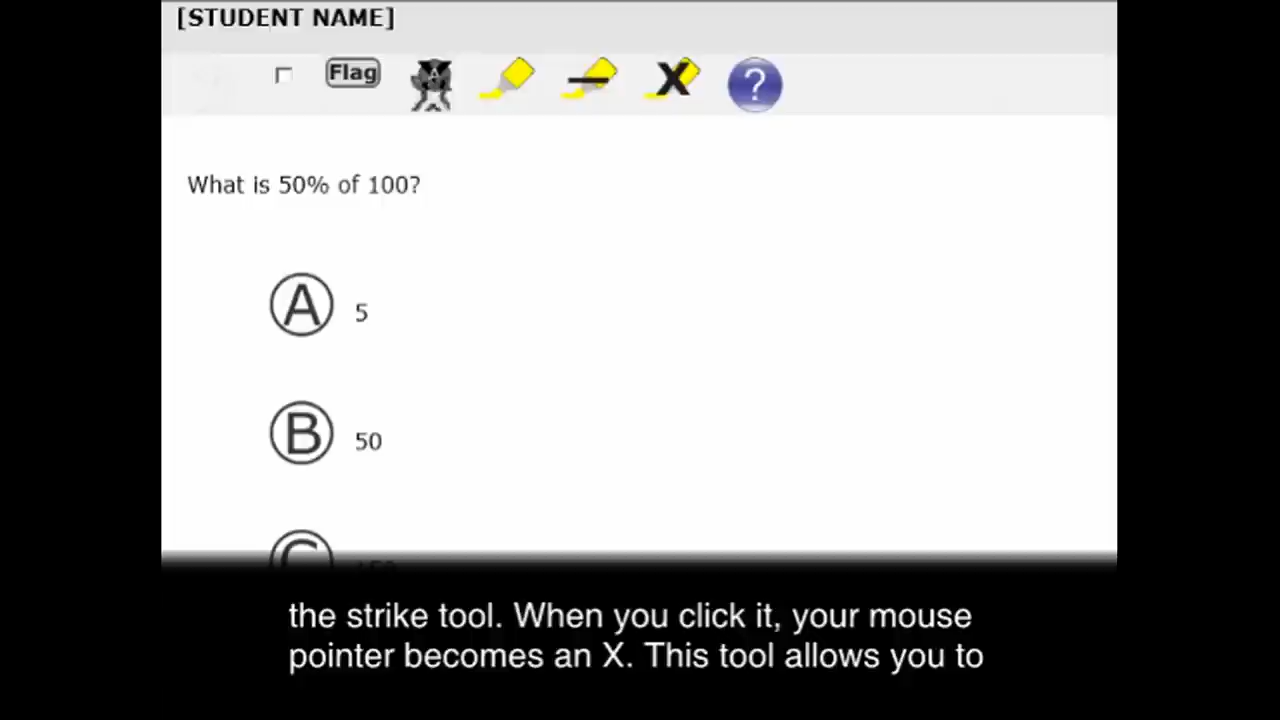 [STUDENT NAME]
Flag
What is 50% of 100?
A 5
B 50
C
the strike tool. When you click it, your mouse
pointer becomes an X. This tool allows you to